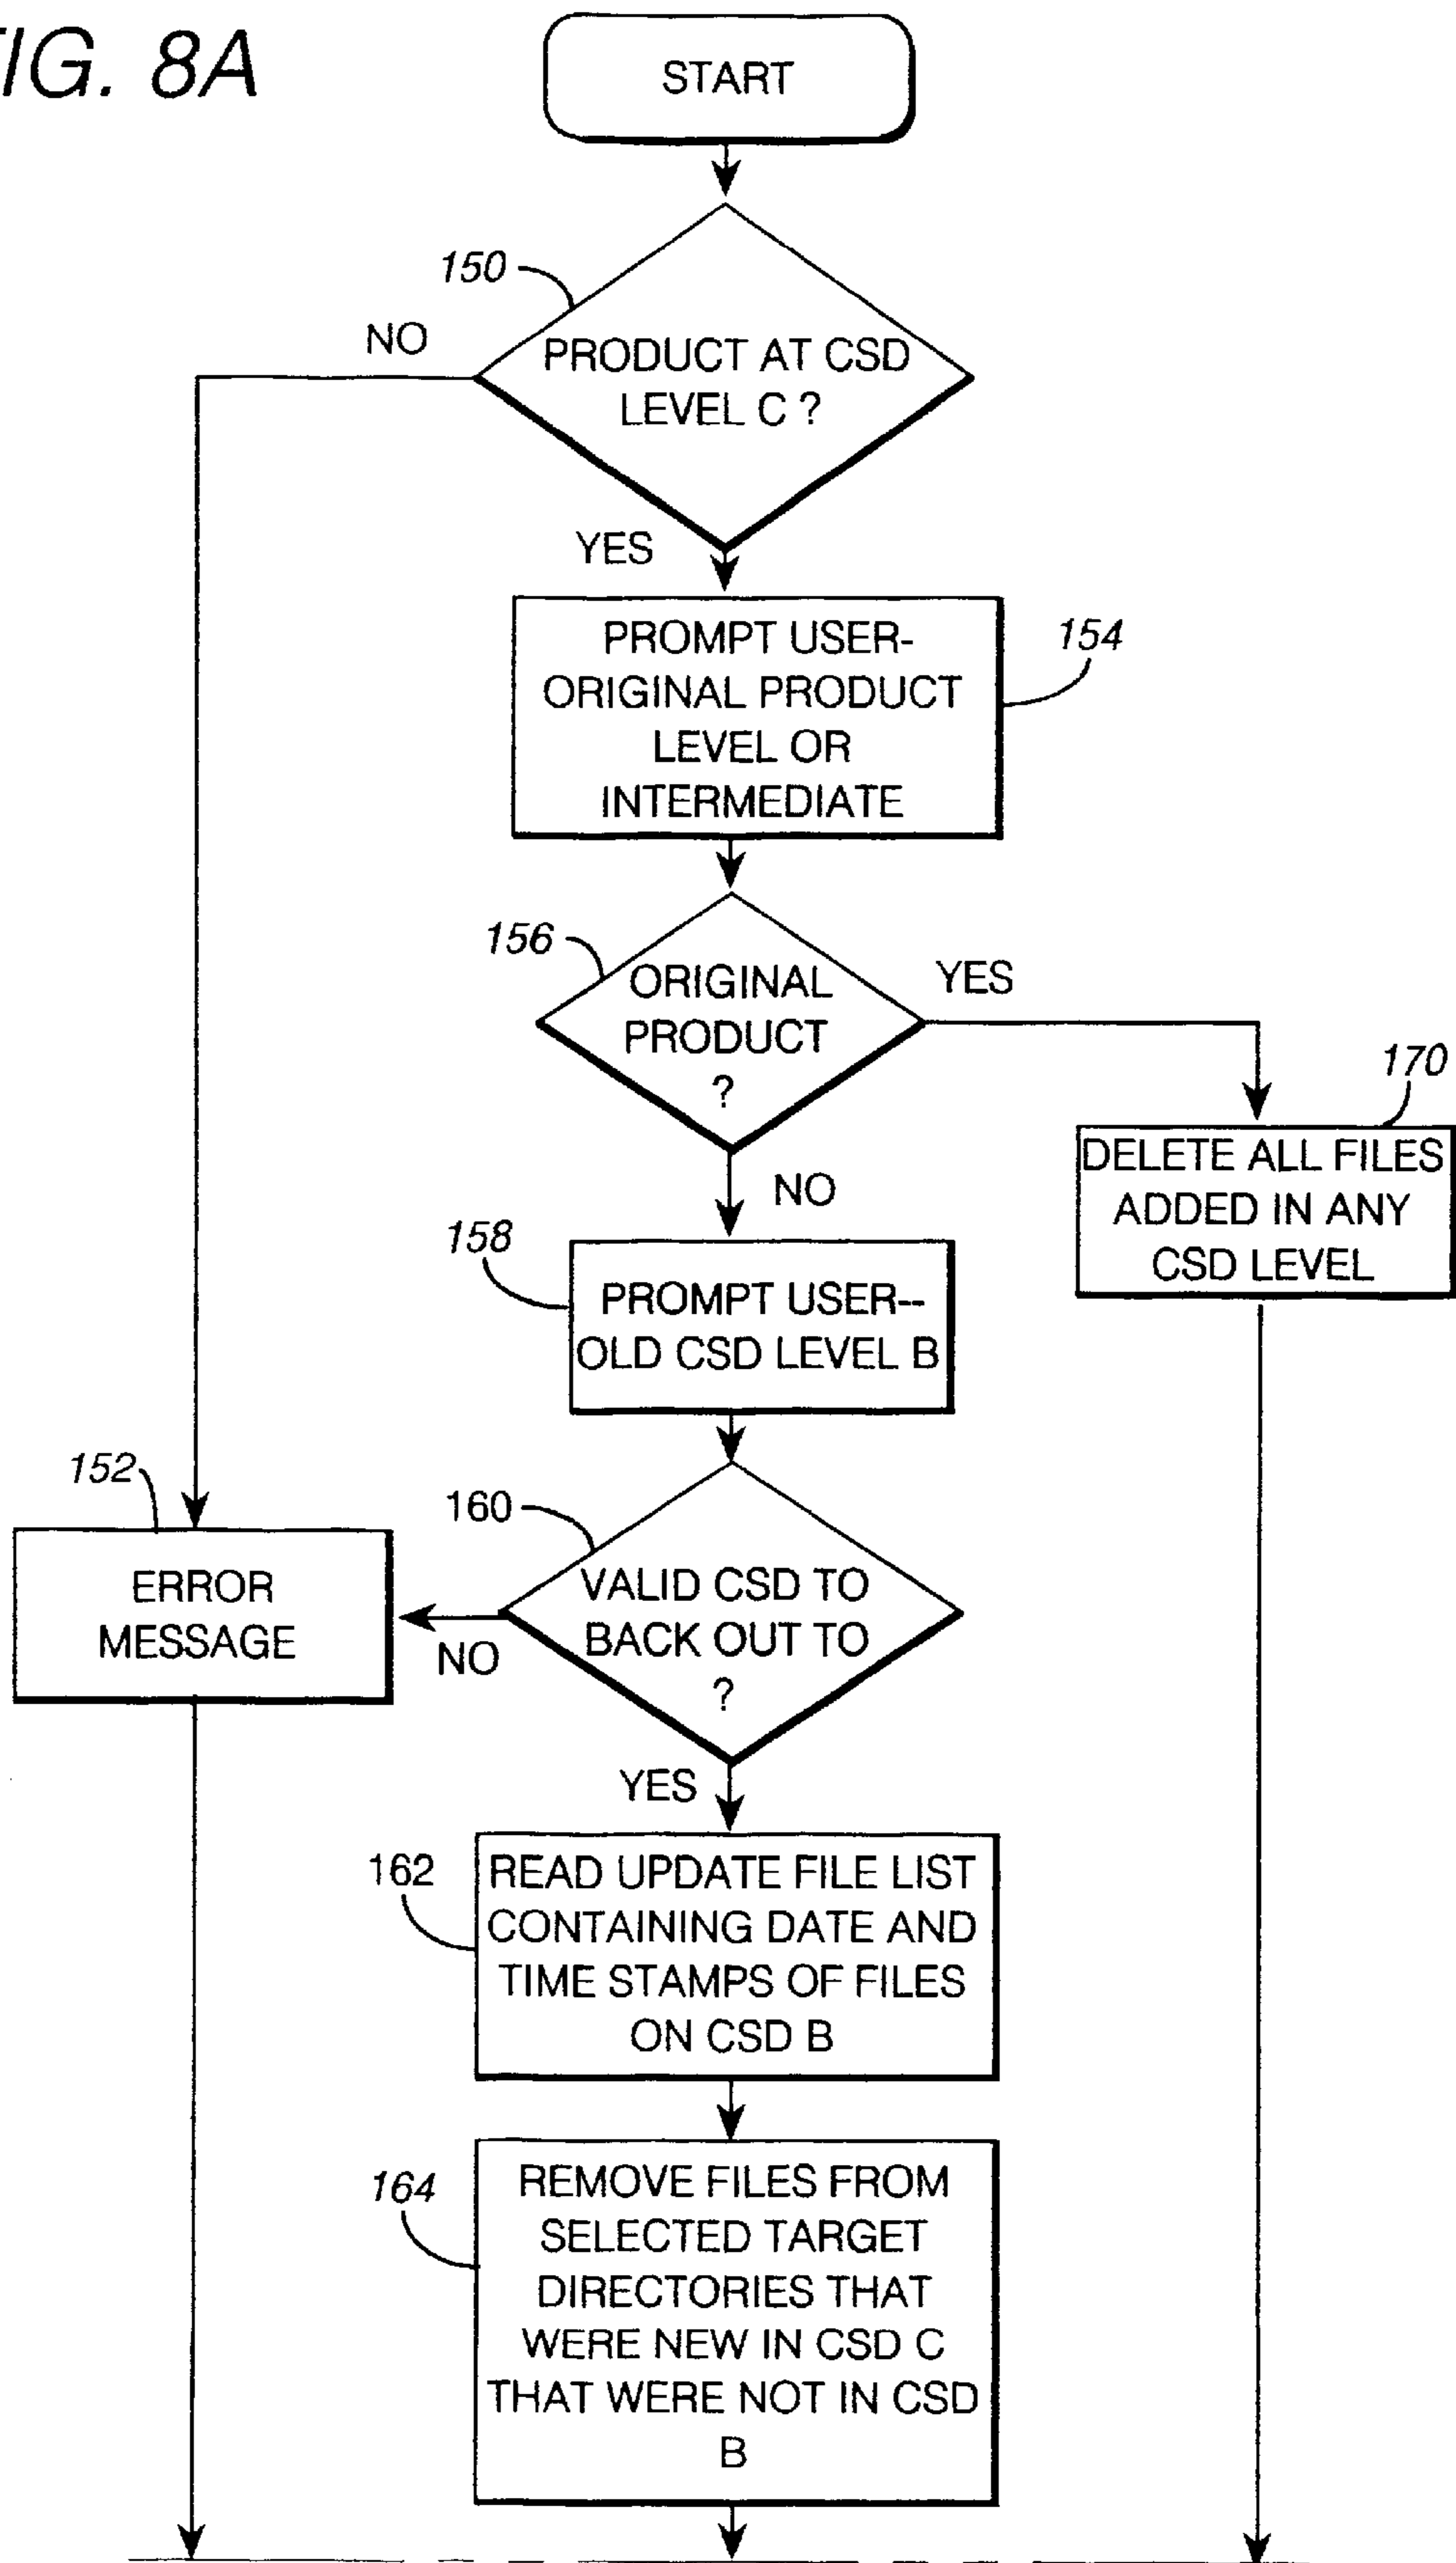 FIG. 8A
START
150
NO
PRODUCT AT CSD
LEVEL C ?
YES
PROMPT USER-
ORIGINAL PRODUCT
LEVEL OR
INTERMEDIATE
154
156
ORIGINAL
PRODUCT
?
YES
NO
170
DELETE ALL FILES
ADDED IN ANY
CSD LEVEL
158
PROMPT USER--
OLD CSD LEVEL B
152
ERROR
MESSAGE
160
VALID CSD TO
BACK OUT TO
?
NO
YES
162
READ UPDATE FILE LIST
CONTAINING DATE AND
TIME STAMPS OF FILES
ON CSD B
164
REMOVE FILES FROM
SELECTED TARGET
DIRECTORIES THAT
WERE NEW IN CSD C
THAT WERE NOT IN CSD
B